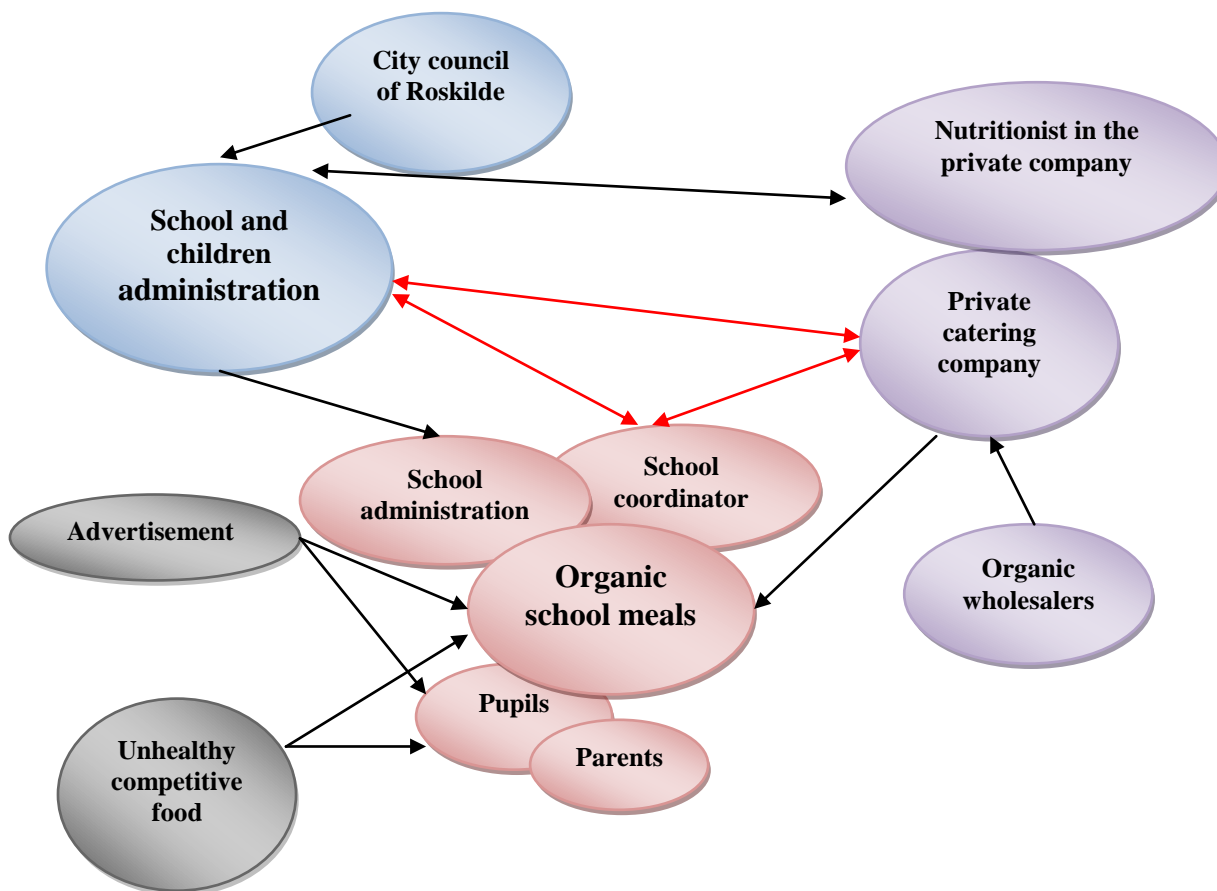 City council
of Roskilde
Nutritionist in the
private company
School and
children
administration
Private
catering
company
School
administration
School
coordinator
Advertisement
Organic
school meals
Organic
wholesalers
Pupils
Parents
Unhealthy
competitive
food